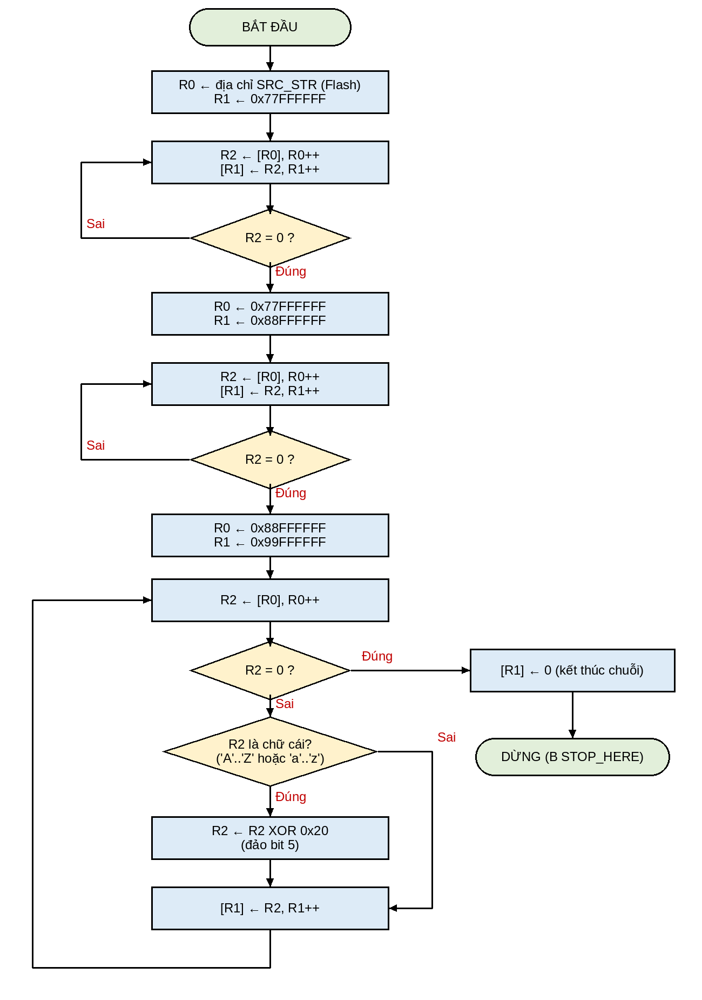 BẮT ĐẦU
R0 ← địa chỉ SRC_STR (Flash)
R1 ← 0x77FFFFFF
R2 ← [R0], R0++
[R1] ← R2, R1++
Sai
R2 = 0 ?
Đúng
R0 ← 0x77FFFFFF
R1 ← 0x88FFFFFF
R2 ← [R0], R0++
[R1] ← R2, R1++
Sai
R2 = 0 ?
Đúng
R0 ← 0x88FFFFFF
R1 ← 0x99FFFFFF
R2 ← [R0], R0++
R2 = 0 ?
Đúng
[R1] ← 0 (kết thúc chuỗi)
Sai
R2 là chữ cái?
('A'..'Z' hoặc 'a'..'z')
Sai
DỪNG (B STOP_HERE)
Đúng
R2 ← R2 XOR 0x20
(đảo bit 5)
[R1] ← R2, R1++